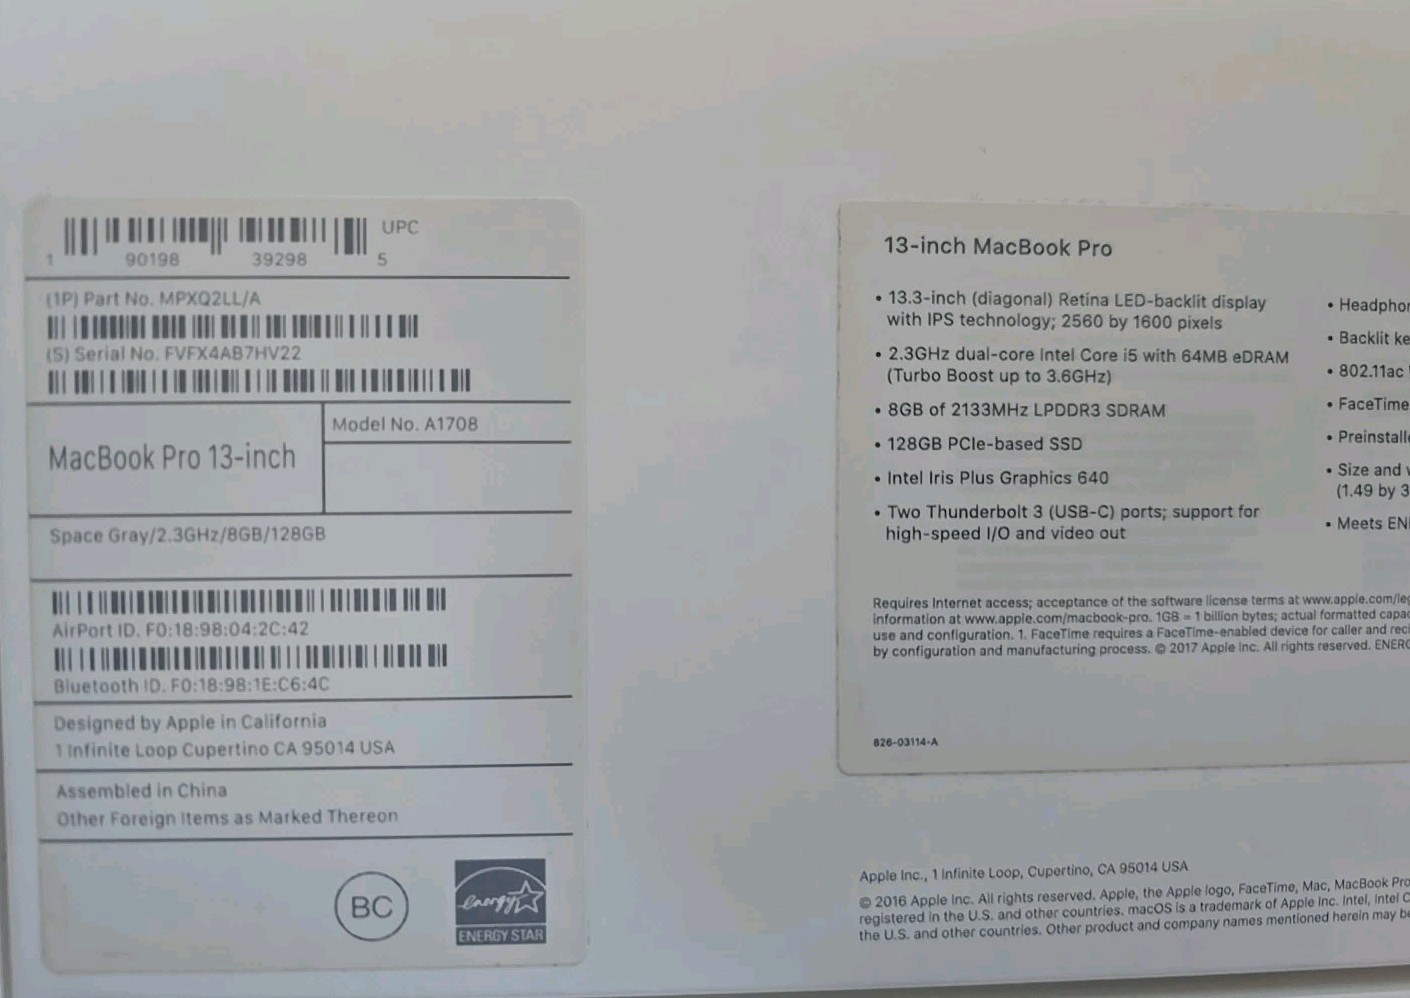 UPC
1 90198 39298 5
(1P) Part No. MPXQ2LL/A
(S) Serial No. FVFX4AB7HV22
MacBook Pro 13-inch
Model No. A1708
Space Gray/2.3GHz/8GB/128GB
AirPort ID. F0:18:98:04:2C:42
Bluetooth ID. F0:18:98:1E:C6:4C
Designed by Apple in California
1 Infinite Loop Cupertino CA 95014 USA
Assembled in China
Other Foreign Items as Marked Thereon
BC
energy
ENERGY STAR
13-inch MacBook Pro
• 13.3-inch (diagonal) Retina LED-backlit display
with IPS technology; 2560 by 1600 pixels
• 2.3GHz dual-core Intel Core i5 with 64MB eDRAM
(Turbo Boost up to 3.6GHz)
• 8GB of 2133MHz LPDDR3 SDRAM
• 128GB PCIe-based SSD
• Intel Iris Plus Graphics 640
• Two Thunderbolt 3 (USB-C) ports; support for
high-speed I/O and video out
• Headphor
• Backlit ke
• 802.11ac
• FaceTime
• Preinstall
• Size and
(1.49 by 3
• Meets EN
Requires Internet access; acceptance of the software license terms at www.apple.com/leg
information at www.apple.com/macbook-pro. 1GB = 1 billion bytes; actual formatted capac
use and configuration. 1. FaceTime requires a FaceTime-enabled device for caller and reci
by configuration and manufacturing process. © 2017 Apple Inc. All rights reserved. ENERG
826-03114-A
Apple Inc., 1 Infinite Loop, Cupertino, CA 95014 USA
© 2016 Apple Inc. All rights reserved. Apple, the Apple logo, FaceTime, Mac, MacBook Pro
registered in the U.S. and other countries. macOS is a trademark of Apple Inc. Intel, Intel C
the U.S. and other countries. Other product and company names mentioned herein may be